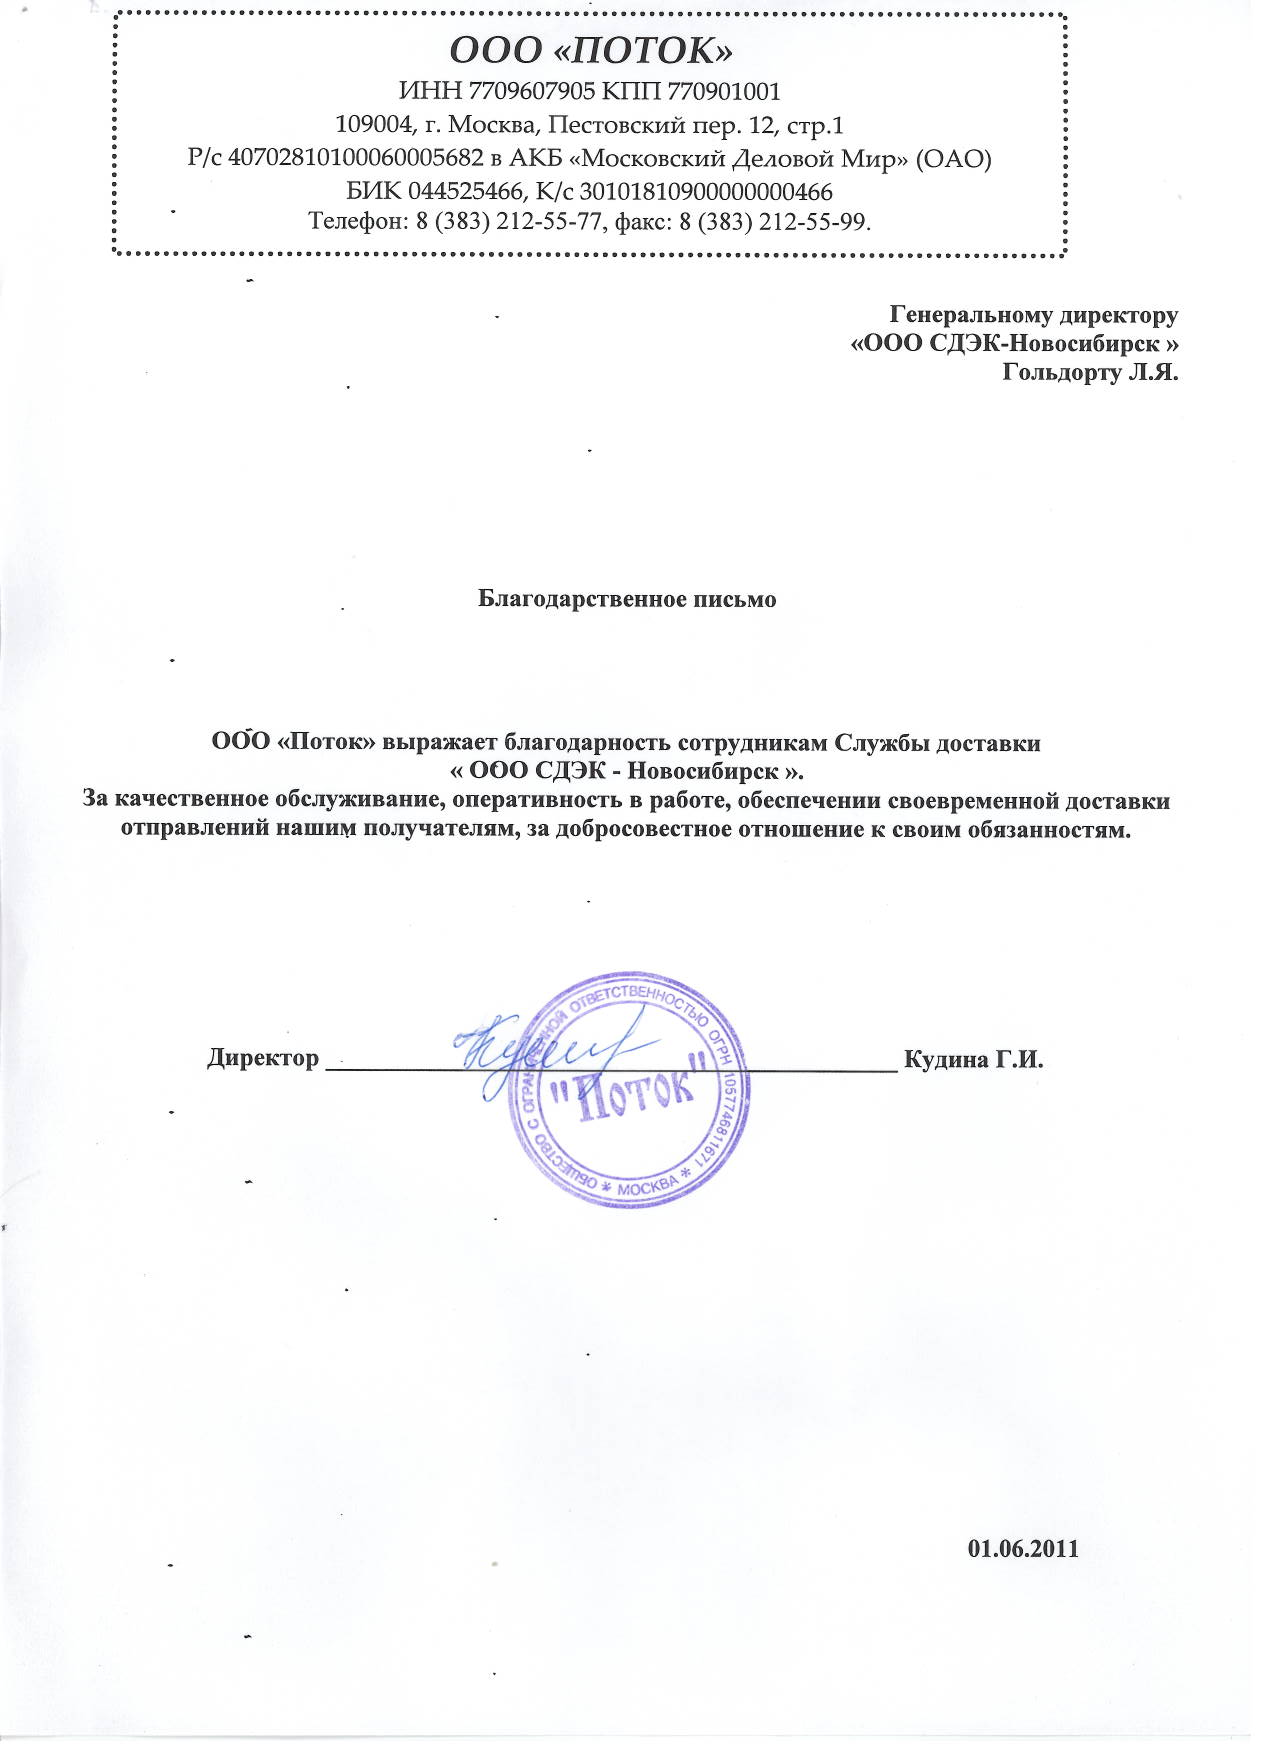 ООО «ПОТОК»
ИНН 7709607905 КПП 770901001
109004, г. Москва, Пестовский пер. 12, стр.1
Р/с 40702810100060005682 в АКБ «Московский Деловой Мир» (ОАО)
БИК 044525466, К/с 30101810900000000466
Телефон: 8 (383) 212-55-77, факс: 8 (383) 212-55-99.
Генеральному директору
«ООО СДЭК-Новосибирск »
Гольдорту Л.Я.
Благодарственное письмо
ООО «Поток» выражает благодарность сотрудникам Службы доставки
« ООО СДЭК - Новосибирск ».
За качественное обслуживание, оперативность в работе, обеспечении своевременной доставки
отправлений нашим получателям, за добросовестное отношение к своим обязанностям.
Директор Кудина Г.И.
ОБЩЕСТВО С ОГРАНИЧЕННОЙ ОТВЕТСТВЕННОСТЬЮ ОГРН 1057746811671 * МОСКВА *
"Поток"
01.06.2011